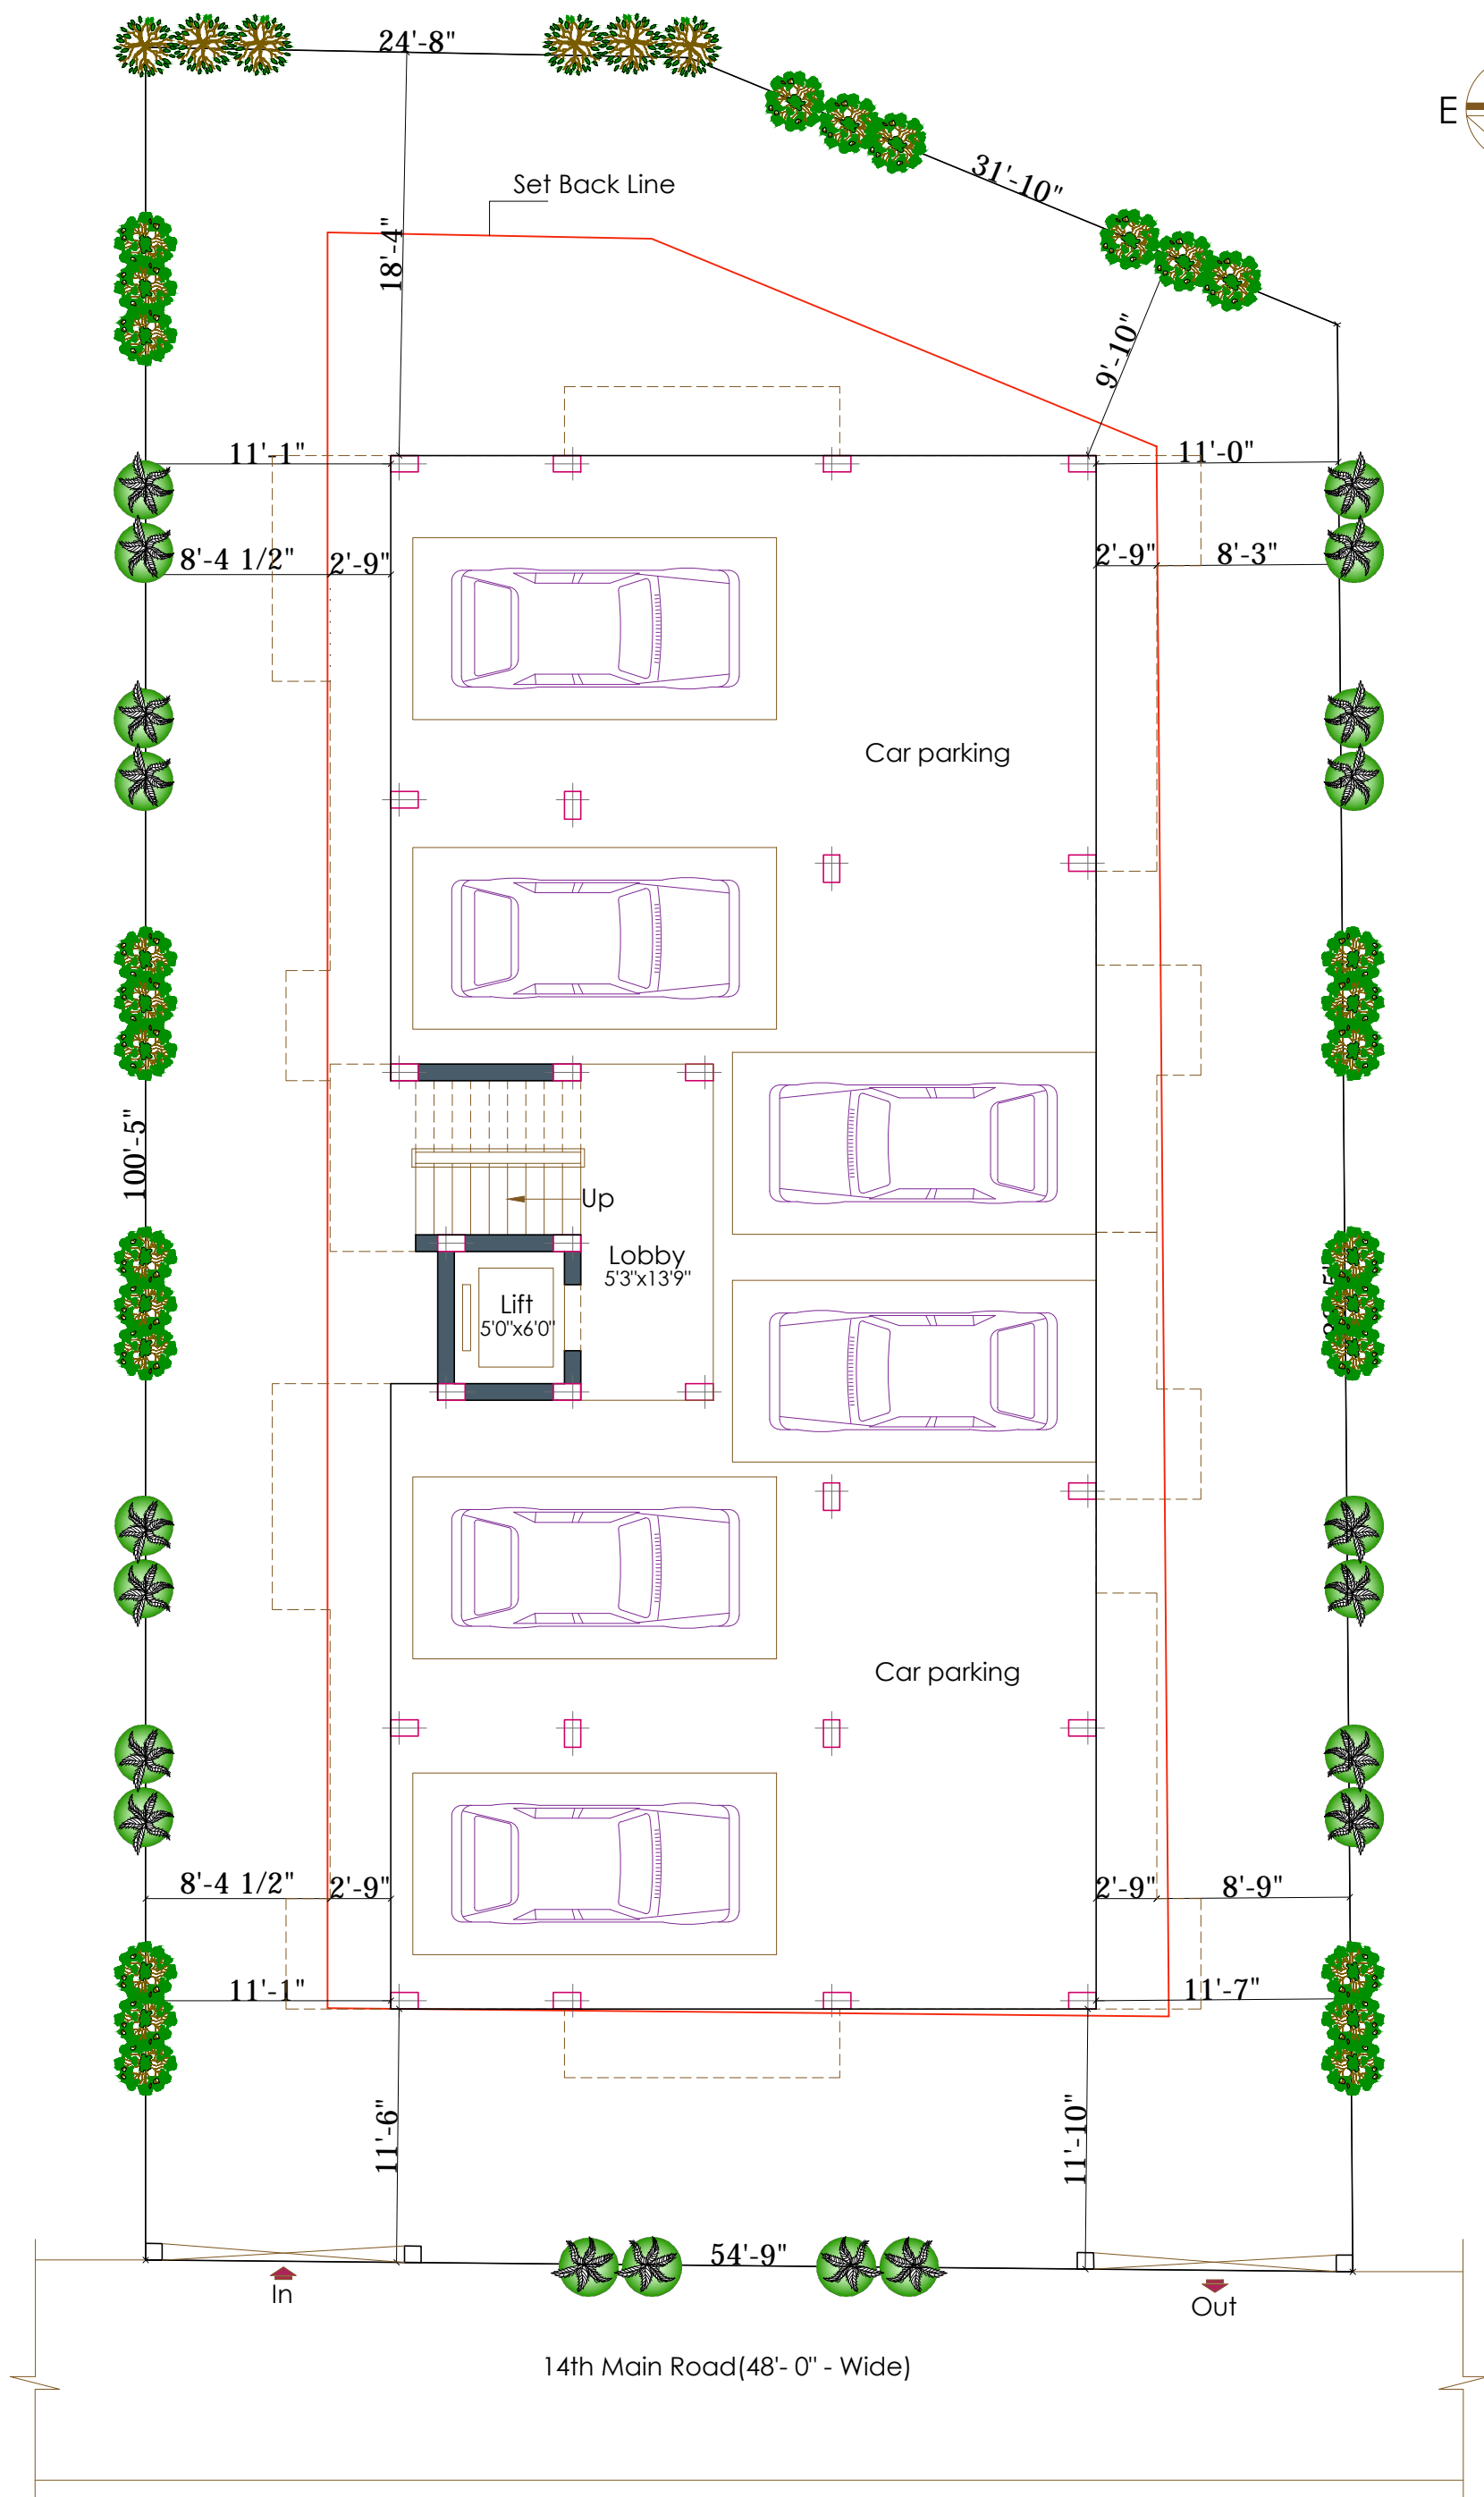 24'-8"
E
31'-10"
Set Back Line
18'-4"
9'-10"
11'-1"
11'-0"
8'-4 1/2"
2'-9"
2'-9"
8'-3"
Car parking
100'-5"
Up
Lobby
5'3"x13'9"
Lift
5'0"x6'0"
Car parking
8'-4 1/2"
2'-9"
2'-9"
8'-9"
11'-1"
11'-7"
11'-6"
11'-10"
54'-9"
In
Out
14th Main Road(48'- 0" - Wide)